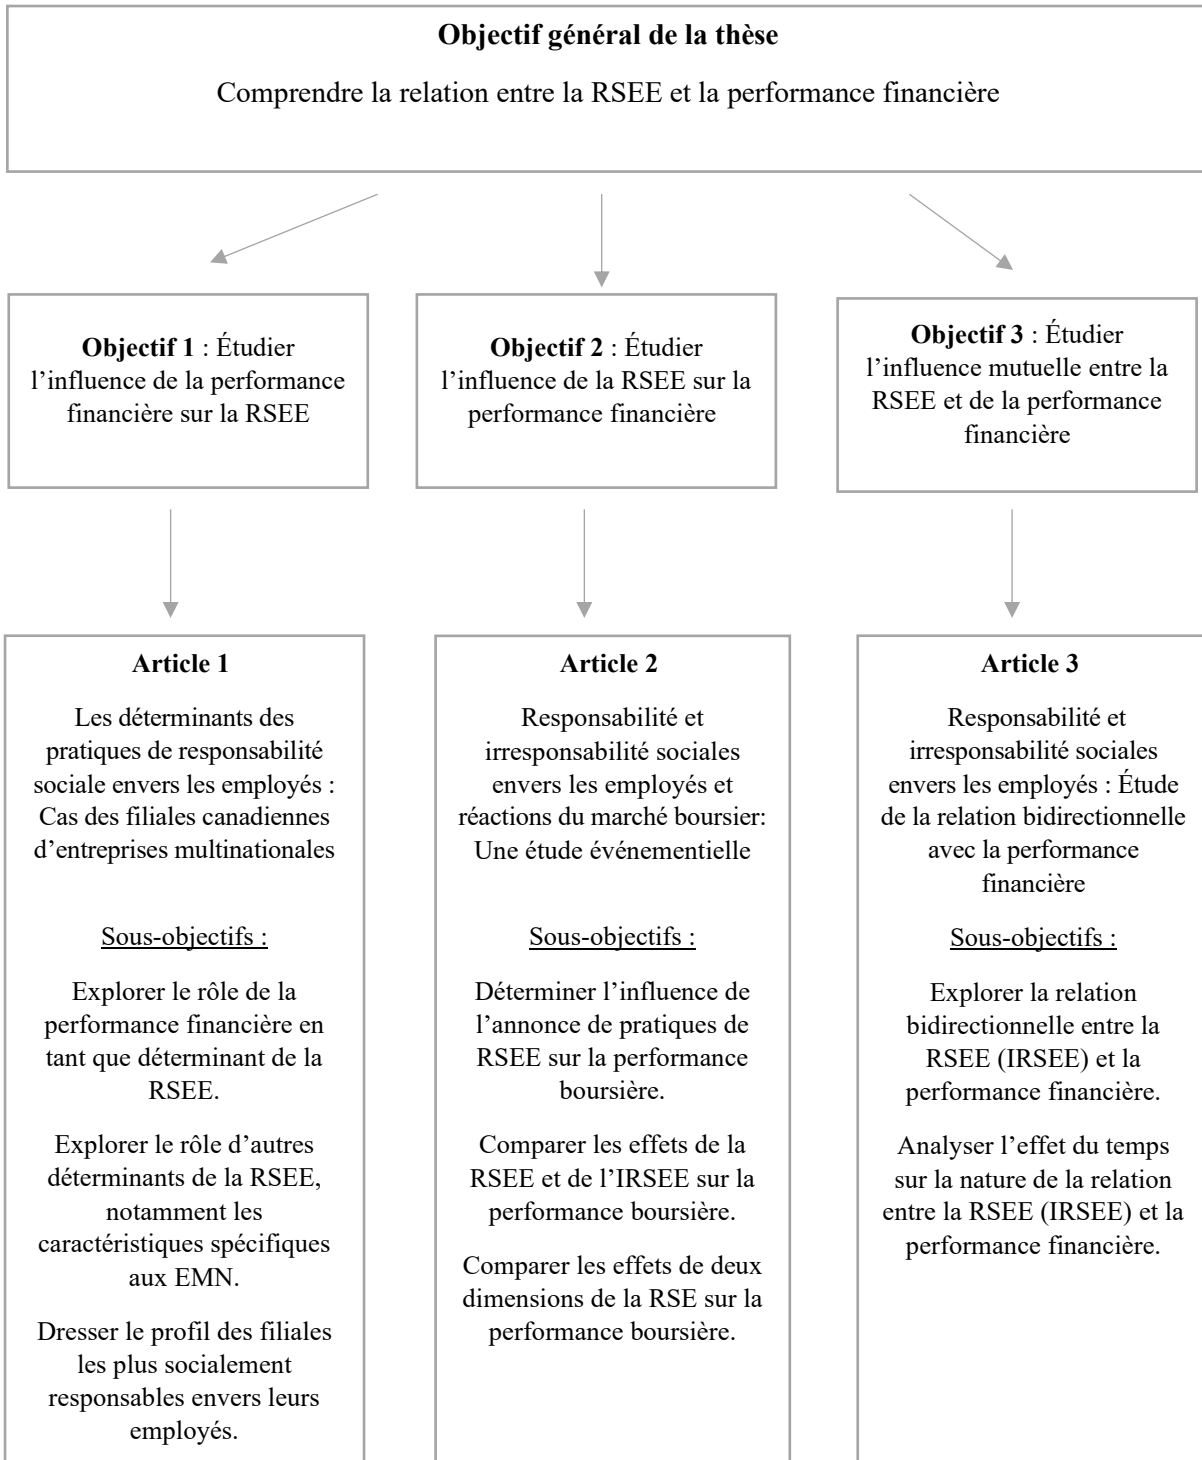 Objectif général de la thèse
Comprendre la relation entre la RSEE et la performance financière
Objectif 1 : Étudier
l’influence de la performance
financière sur la RSEE
Objectif 2 : Étudier
l’influence de la RSEE sur la
performance financière
Objectif 3 : Étudier
l’influence mutuelle entre la
RSEE et de la performance
financière
Article 1
Les déterminants des
pratiques de responsabilité
sociale envers les employés :
Cas des filiales canadiennes
d’entreprises multinationales
Sous-objectifs :
Explorer le rôle de la
performance financière en
tant que déterminant de la
RSEE.
Explorer le rôle d’autres
déterminants de la RSEE,
notamment les
caractéristiques spécifiques
aux EMN.
Dresser le profil des filiales
les plus socialement
responsables envers leurs
employés.
Article 2
Responsabilité et
irresponsabilité sociales
envers les employés et
réactions du marché boursier:
Une étude événementielle
Sous-objectifs :
Déterminer l’influence de
l’annonce de pratiques de
RSEE sur la performance
boursière.
Comparer les effets de la
RSEE et de l’IRSEE sur la
performance boursière.
Comparer les effets de deux
dimensions de la RSE sur la
performance boursière.
Article 3
Responsabilité et
irresponsabilité sociales
envers les employés : Étude
de la relation bidirectionnelle
avec la performance
financière
Sous-objectifs :
Explorer la relation
bidirectionnelle entre la
RSEE (IRSEE) et la
performance financière.
Analyser l’effet du temps
sur la nature de la relation
entre la RSEE (IRSEE) et la
performance financière.